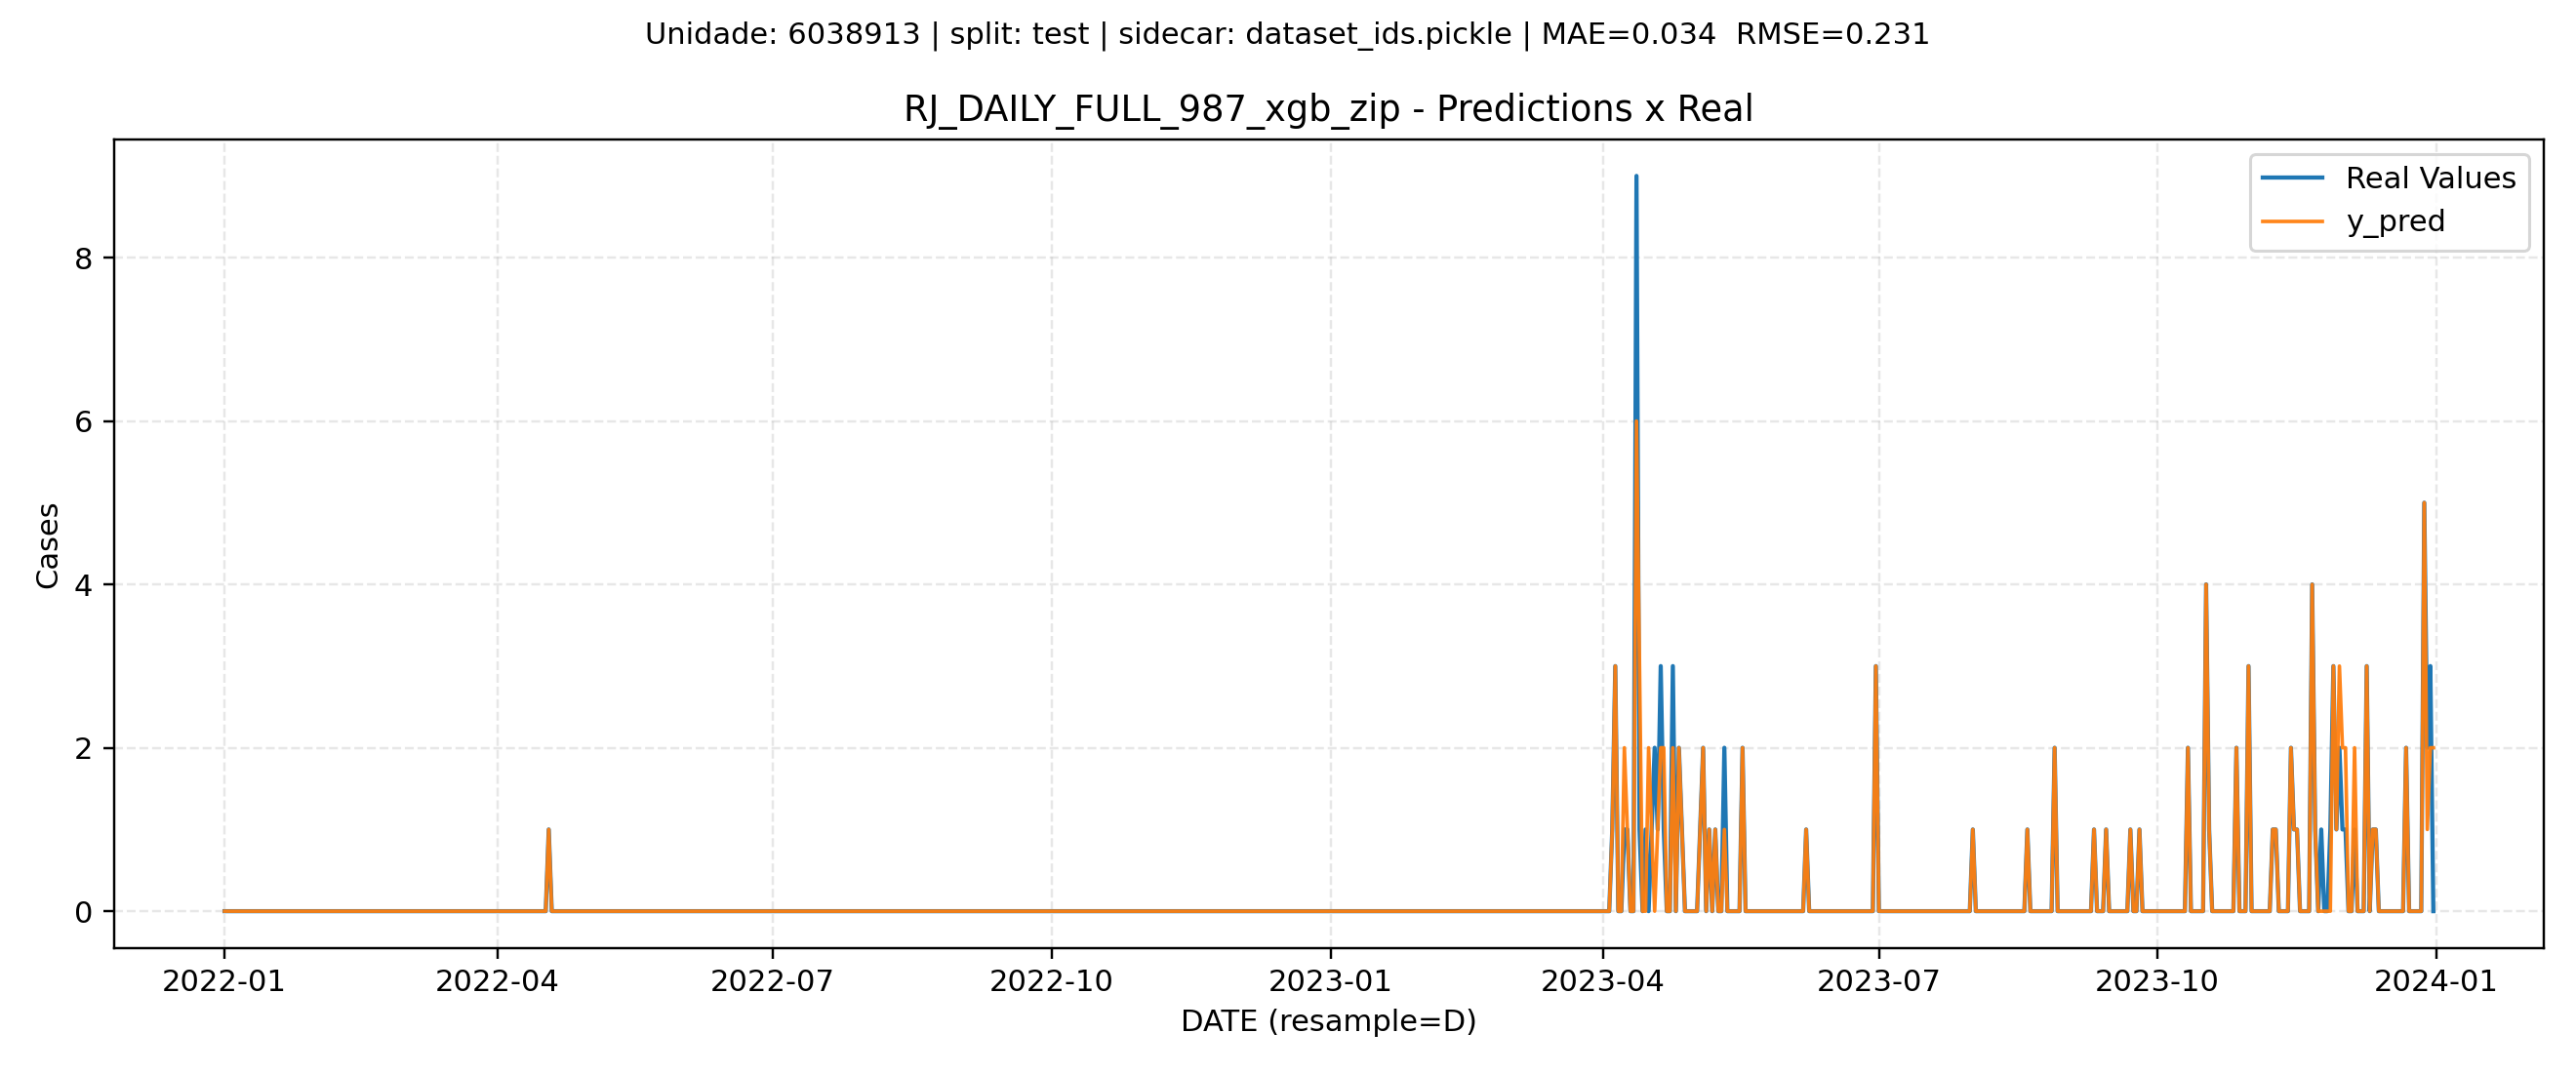 Unidade: 6038913 | split: test | sidecar: dataset_ids.pickle | MAE=0.034  RMSE=0.231
RJ_DAILY_FULL_987_xgb_zip - Predictions x Real
Real Values
y_pred
8
6
4
2
0
Cases
2022-01
2022-04
2022-07
2022-10
2023-01
2023-04
2023-07
2023-10
2024-01
DATE (resample=D)